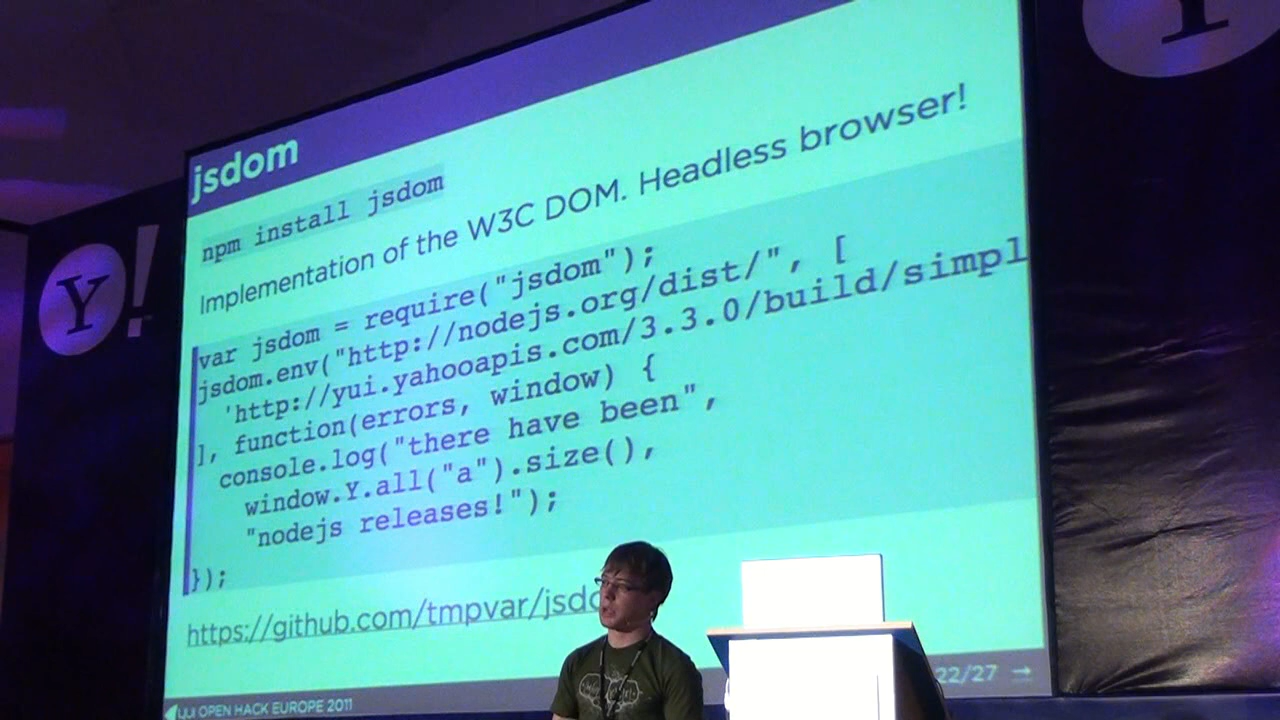 jsdom
npm install jsdom
Implementation of the W3C DOM. Headless browser!
var jsdom = require("jsdom");
jsdom.env("http://nodejs.org/dist/", [
'http://yui.yahooapis.com/3.3.0/build/simpl
], function(errors, window) {
console.log("there have been",
window.Y.all("a").size(),
"nodejs releases!");
});
https://github.com/tmpvar/jsdo
OPEN HACK EUROPE 2011
22/27 →
Y!
Y